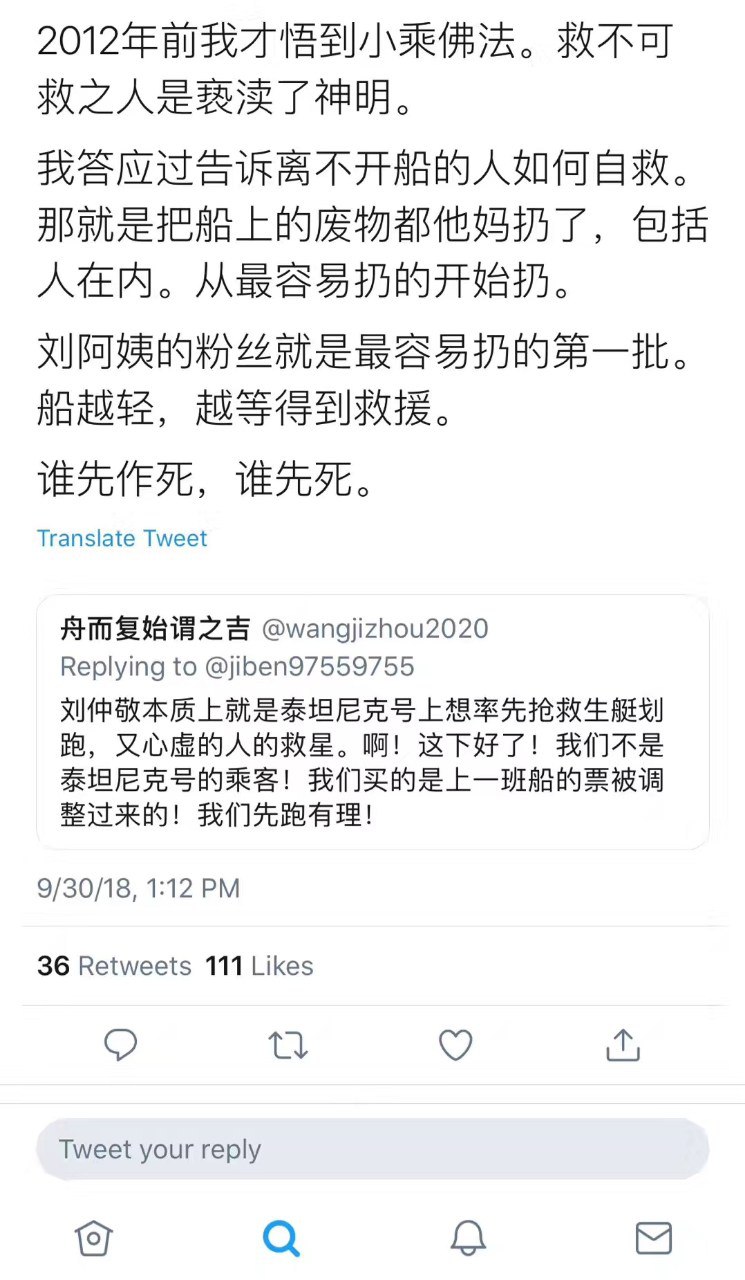 2012年前我才悟到小乘佛法。救不可
救之人是亵渎了神明。
我答应过告诉离不开船的人如何自救。
那就是把船上的废物都他妈扔了，包括
人在内。从最容易扔的开始扔。
刘阿姨的粉丝就是最容易扔的第一批。
船越轻，越等得到救援。
谁先作死，谁先死。
Translate Tweet
舟而复始谓之吉 @wangjizhou2020
Replying to @jiben97559755
刘仲敬本质上就是泰坦尼克号上想率先抢救生艇划
跑，又心虚的人的救星。啊！这下好了！我们不是
泰坦尼克号的乘客！我们买的是上一班船的票被调
整过来的！我们先跑有理！
9/30/18, 1:12 PM
36 Retweets 111 Likes
Tweet your reply